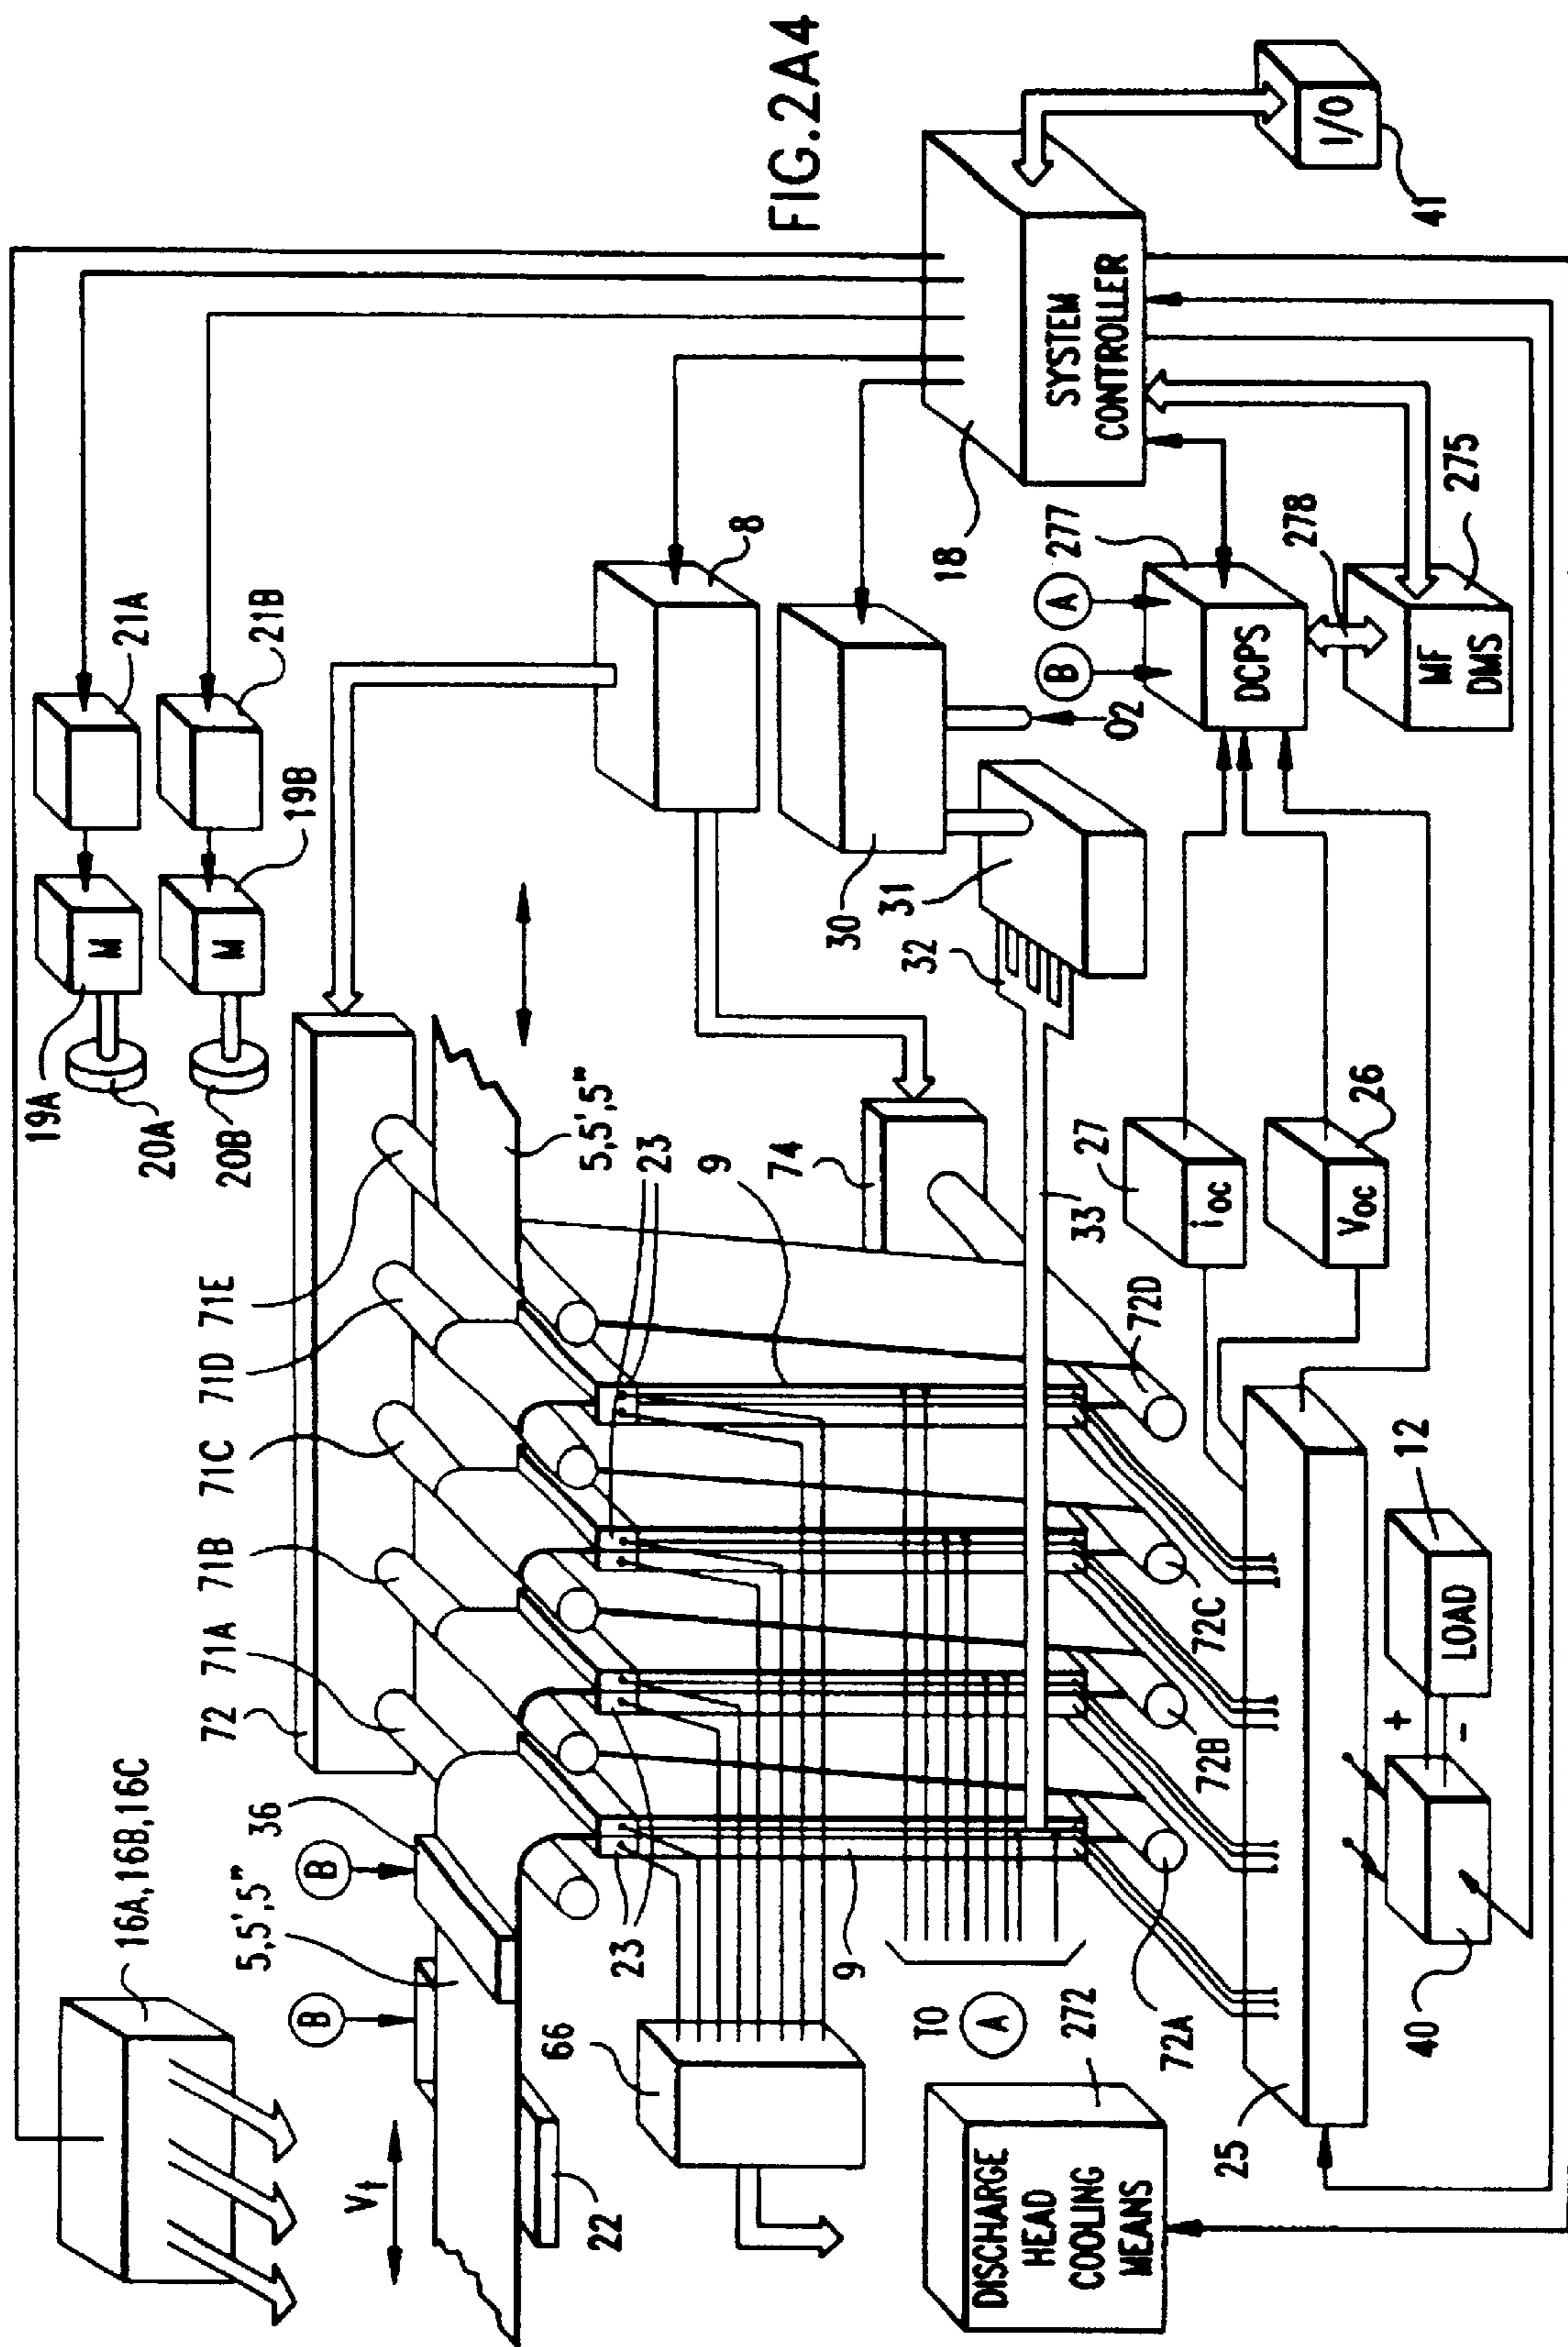 FIG.2A4
16A,16B,16C
19A
20A
21A
20B
19B
21B
B
B
36
5,5',5"
72
71A
71B
71C
71D
71E
5,5',5"
23
9
8
Vt
22
66
23
9
74
30
31
32
33
O2
18
SYSTEM
CONTROLLER
I/O
41
TO
A
272
DISCHARGE
HEAD
COOLING
MEANS
72A
72B
72C
72D
27
ioc
26
Voc
B
A
277
DCPS
278
MF
DMS
275
25
40
+
-
LOAD
12
M
M